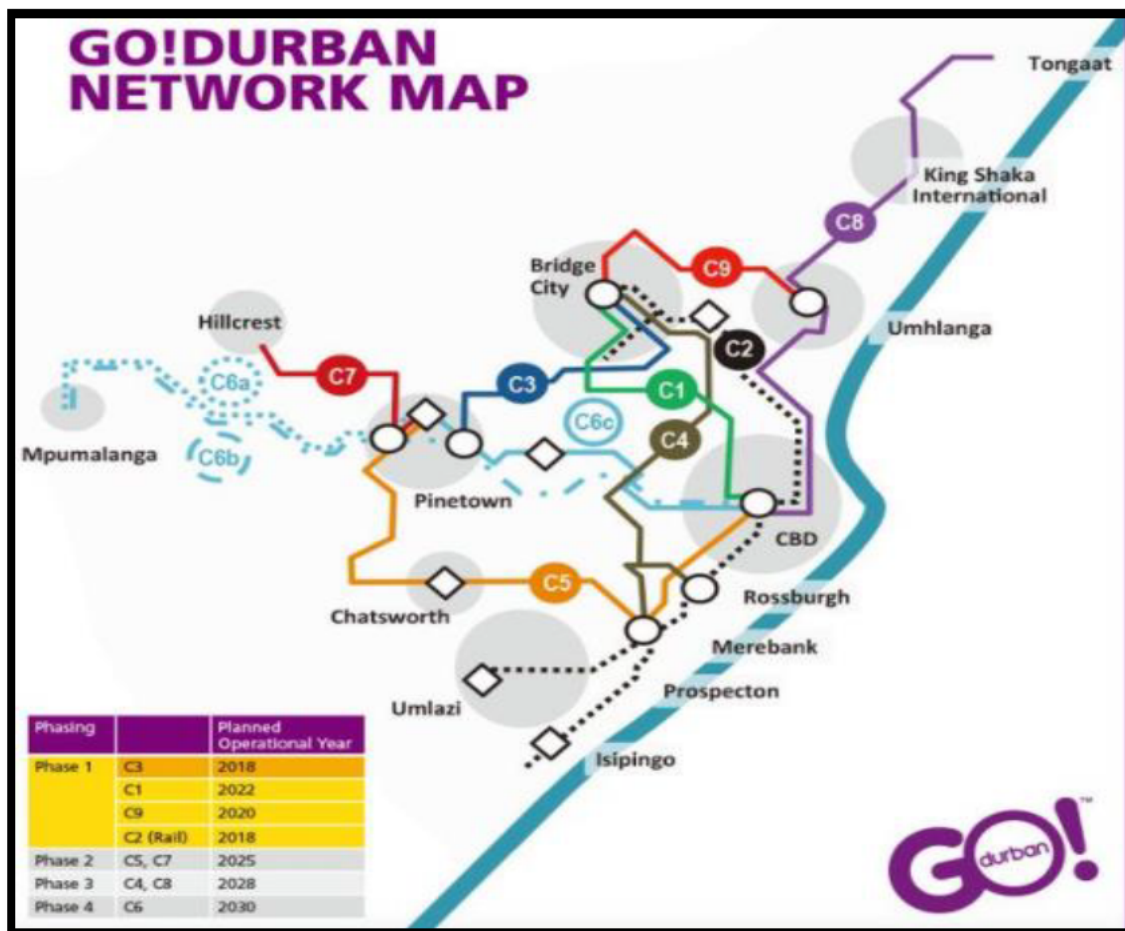 GO!DURBAN
NETWORK MAP
Tongaat
King Shaka
International
C8
Bridge
City
C9
Hillcrest
Umhlanga
C2
C7
C3
C1
C6a
C6c
C4
Mpumalanga
C6b
Pinetown
CBD
C5
Rossburgh
Chatsworth
Merebank
Prospecton
Umlazi
Isipingo
Phasing Planned
Operational Year
Phase 1 C3 2018
C1 2022
C9 2020
C2 (Rail) 2018
Phase 2 C5, C7 2025
Phase 3 C4, C8 2028
Phase 4 C6 2030
GO!™
durban